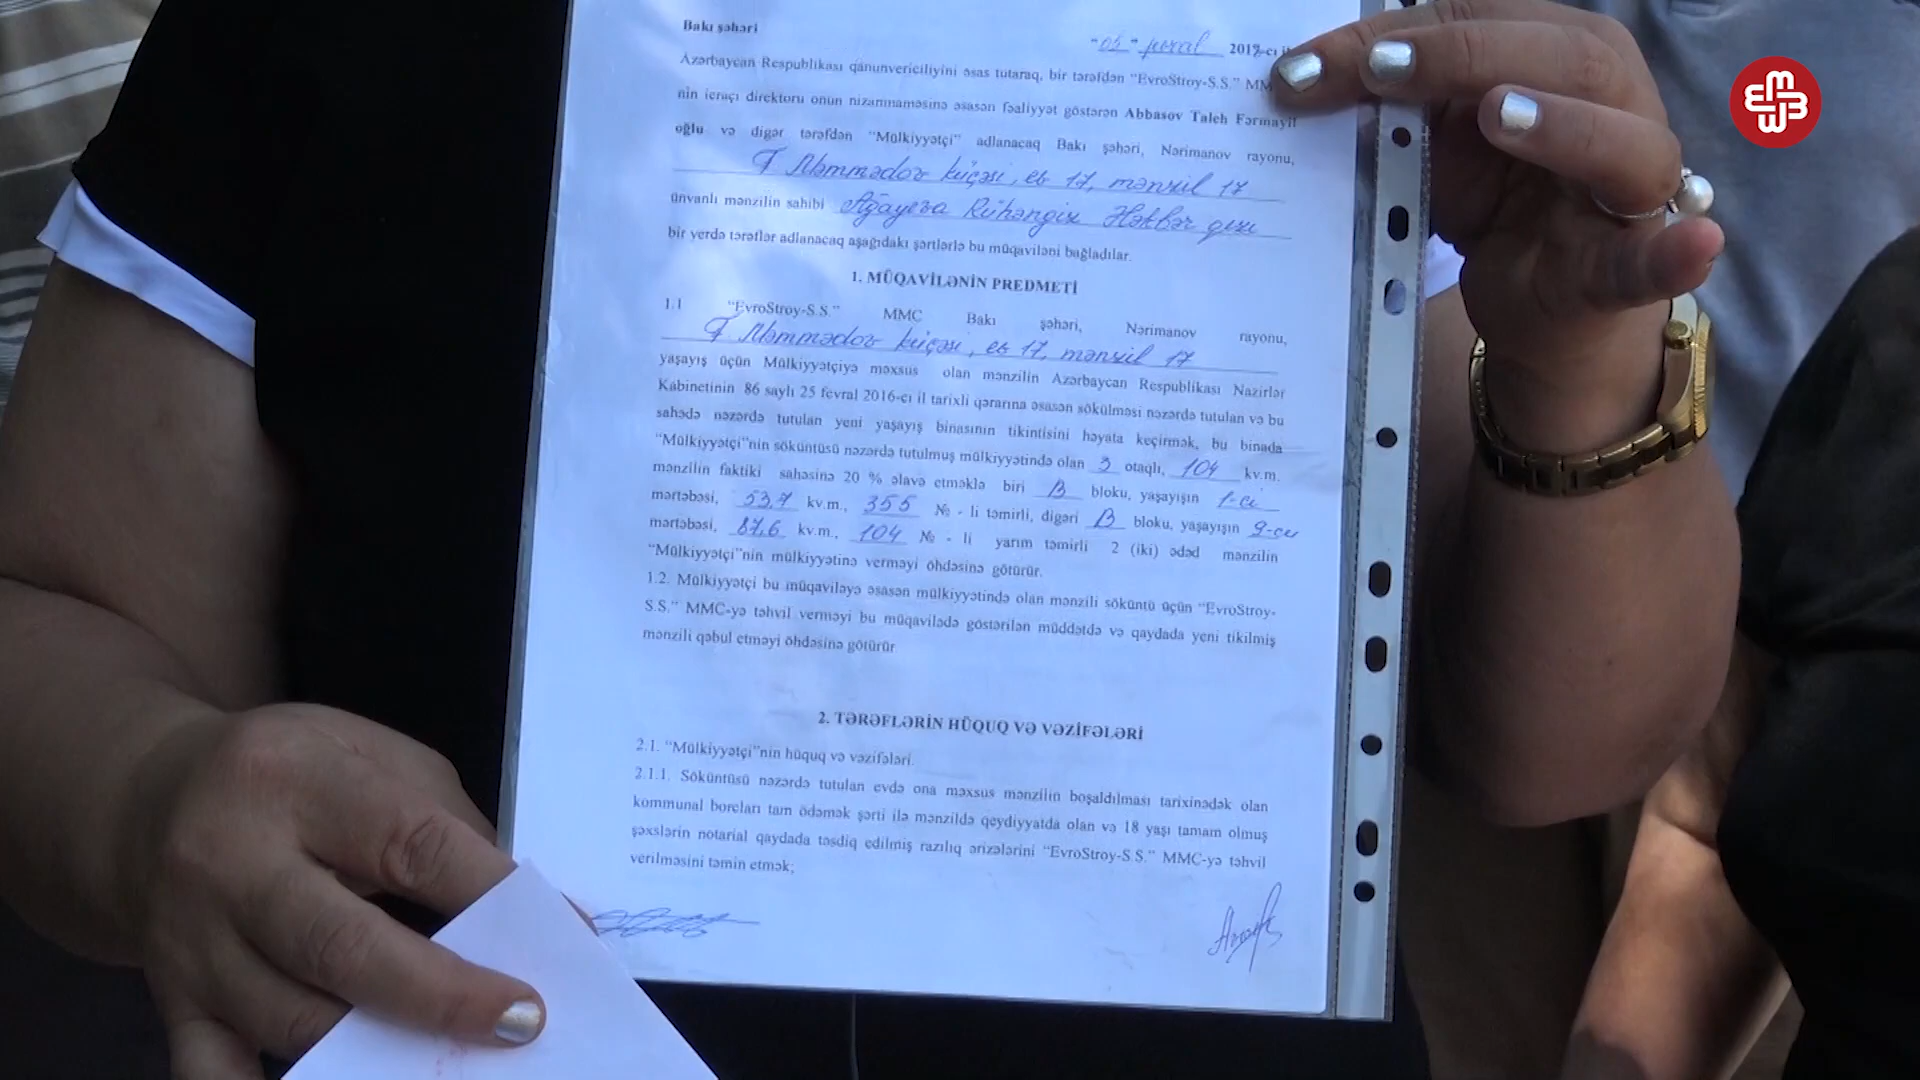 Bakı şəhəri
"02" fevral 2017-ci il
Azərbaycan Respublikası qanunvericiliyini əsas tutaraq, bir tərəfdən "EvroStroy-S.S." MM
nin icraçı direktoru onun nizamnaməsinə əsasən fəaliyyət göstərən Abbasov Taleh Fərmayıl
oğlu və digər tərəfdən "Mülkiyyətçi" adlanacaq Bakı şəhəri, Nərimanov rayonu,
F Məmmədov küçəsi, ev 17, mənzil 17
ünvanlı mənzilin sahibi Ağayeva Rühəngiz Ələkbər qızı
bir yerdə tərəflər adlanacaq aşağıdakı şərtlərlə bu müqaviləni bağladılar.
1. MÜQAVİLƏNİN PREDMETİ
1.1 "EvroStroy-S.S." MMC Bakı şəhəri, Nərimanov rayonu,
F Məmmədov küçəsi, ev 17, mənzil 17
yaşayış üçün Mülkiyyətçiyə məxsus olan mənzilin Azərbaycan Respublikası Nazirlər
Kabinetinin 86 saylı 25 fevral 2016-cı il tarixli qərarına əsasən sökülməsi nəzərdə tutulan və bu
sahədə nəzərdə tutulan yeni yaşayış binasının tikintisini həyata keçirmək, bu binada
"Mülkiyyətçi"nin söküntüsü nəzərdə tutulmuş mülkiyyətində olan 3 otaqlı, 104 kv.m.
mənzilin faktiki sahəsinə 20 % əlavə etməklə biri B bloku, yaşayışın 1-ci
mərtəbəsi, 53,7 kv.m., 355 № - li təmirli, digəri B bloku, yaşayışın 9-cu
mərtəbəsi, 87,6 kv.m., 104 № - li yarım təmirli 2 (iki) ədəd mənzilin
"Mülkiyyətçi"nin mülkiyyətinə verməyi öhdəsinə götürür.
1.2. Mülkiyyətçi bu müqaviləyə əsasən mülkiyyətində olan mənzili söküntü üçün "EvroStroy-
S.S." MMC-yə təhvil verməyi bu müqavilədə göstərilən müddətdə və qaydada yeni tikilmiş
mənzili qəbul etməyi öhdəsinə götürür
2. TƏRƏFLƏRİN HÜQUQ VƏ VƏZİFƏLƏRİ
2.1. "Mülkiyyətçi"nin hüquq və vəzifələri.
2.1.1. Söküntüsü nəzərdə tutulan evdə ona məxsus mənzilin boşaldılması tarixinədək olan
kommunal borcları tam ödəmək şərti ilə mənzildə qeydiyyatda olan və 18 yaşı tamam olmuş
şəxslərin notarial qaydada təsdiq edilmiş razılıq ərizələrini "EvroStroy-S.S." MMC-yə təhvil
verilməsini təmin etmək;